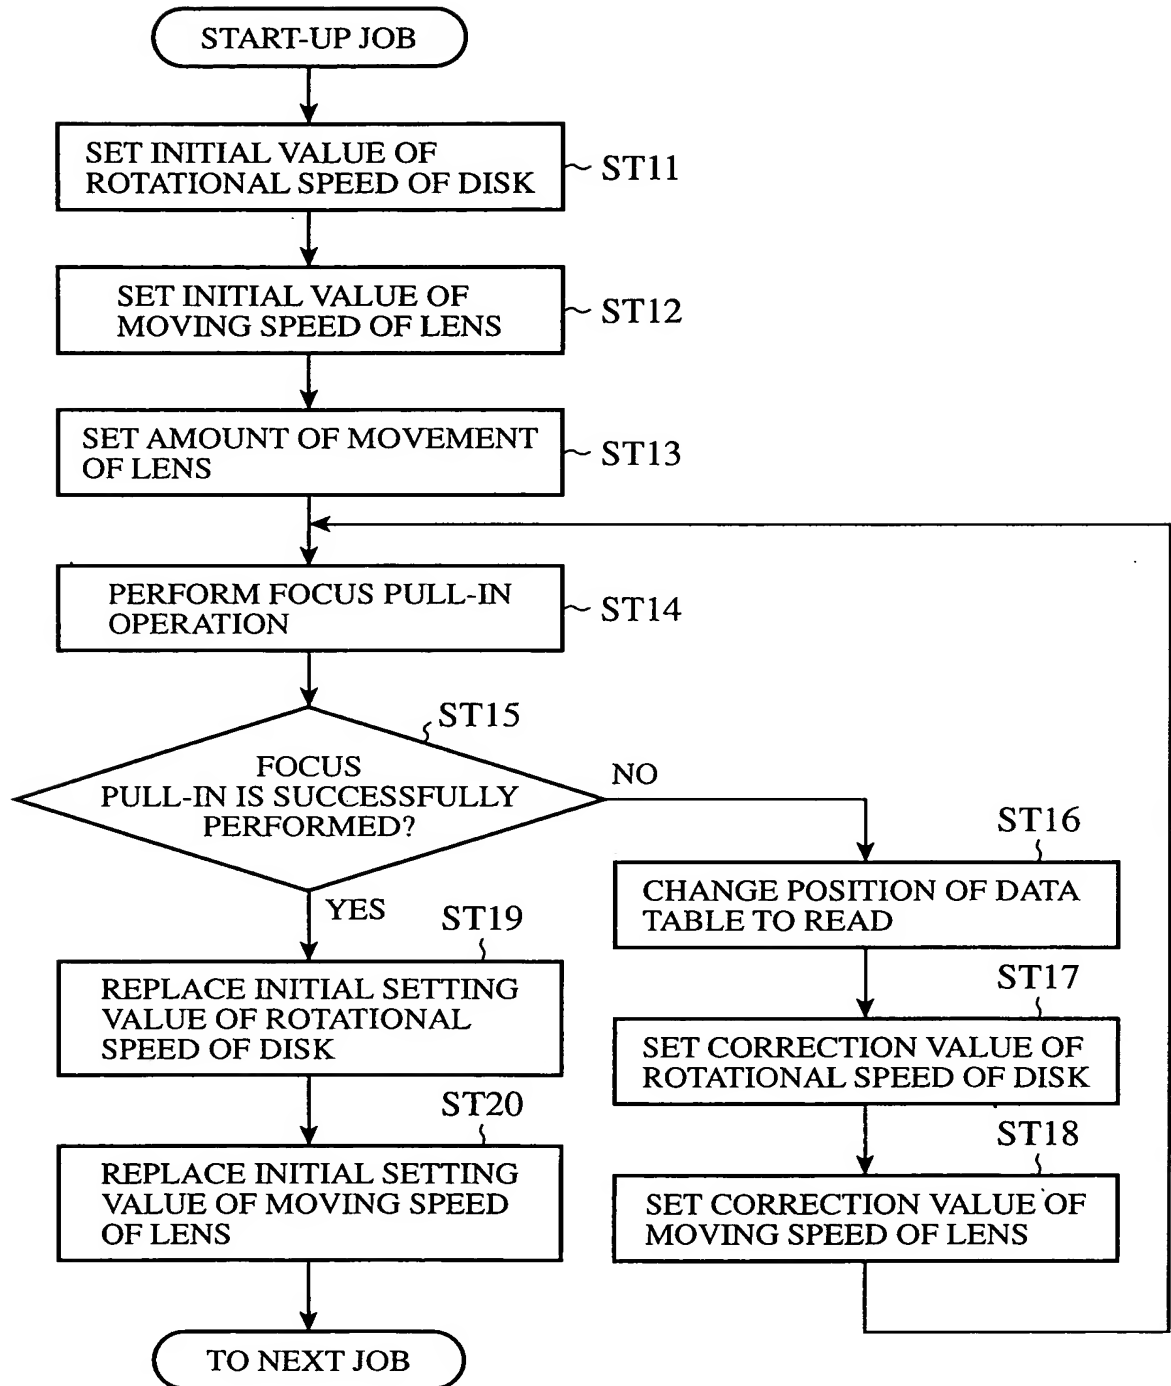 START-UP JOB
SET INITIAL VALUE OF
ROTATIONAL SPEED OF DISK
ST11
SET INITIAL VALUE OF
MOVING SPEED OF LENS
ST12
SET AMOUNT OF MOVEMENT
OF LENS
ST13
PERFORM FOCUS PULL-IN
OPERATION
ST14
ST15
FOCUS
PULL-IN IS SUCCESSFULLY
PERFORMED?
NO
YES
ST16
CHANGE POSITION OF DATA
TABLE TO READ
ST17
SET CORRECTION VALUE OF
ROTATIONAL SPEED OF DISK
ST18
SET CORRECTION VALUE OF
MOVING SPEED OF LENS
ST19
REPLACE INITIAL SETTING
VALUE OF ROTATIONAL
SPEED OF DISK
ST20
REPLACE INITIAL SETTING
VALUE OF MOVING SPEED
OF LENS
TO NEXT JOB